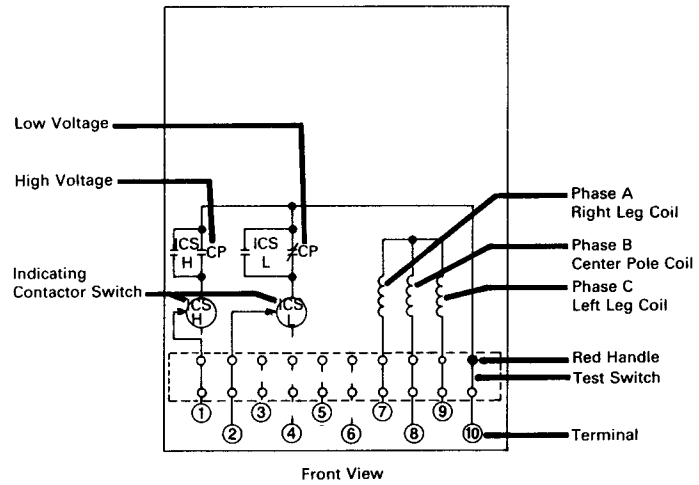 Low Voltage
High Voltage
Phase A
Right Leg Coil
ICS
H
CP
ICS
L
CP
Phase B
Center Pole Coil
Indicating
Contactor Switch
Phase C
Left Leg Coil
ICS
H
ICS
L
Red Handle
Test Switch
1
2
3
4
5
6
7
8
9
10
Terminal
Front View